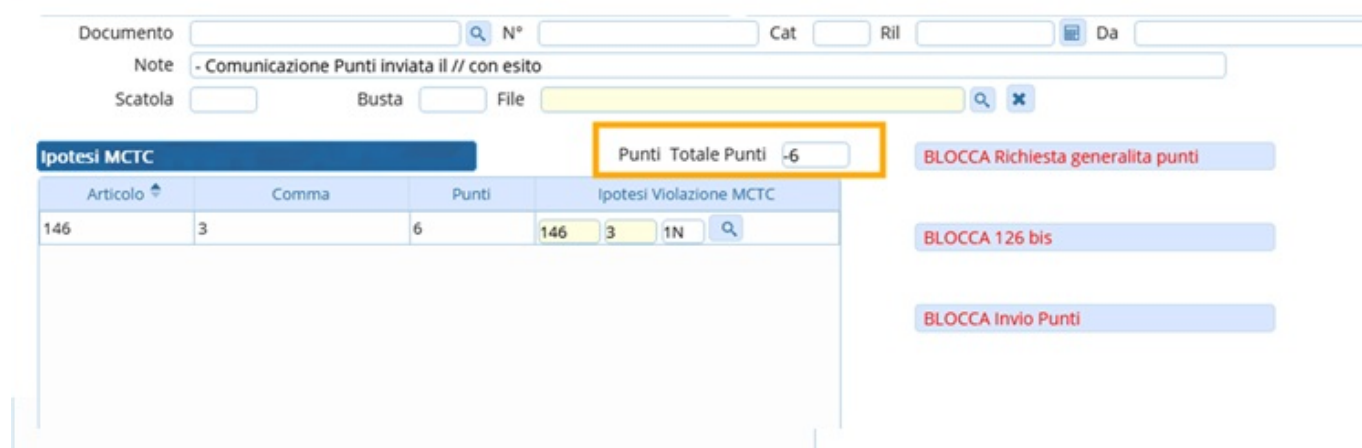 Documento N° Cat Ril Da
Note - Comunicazione Punti inviata il // con esito
Scatola Busta File
Ipotesi MCTC Punti Totale Punti -6 BLOCCA Richiesta generalita punti
Articolo Comma Punti Ipotesi Violazione MCTC
146 3 6 146 3 1N
BLOCCA 126 bis
BLOCCA Invio Punti